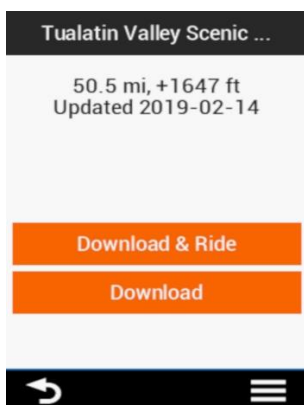 Tualatin Valley Scenic ...
50.5 mi, +1647 ft
Updated 2019-02-14
Download & Ride
Download